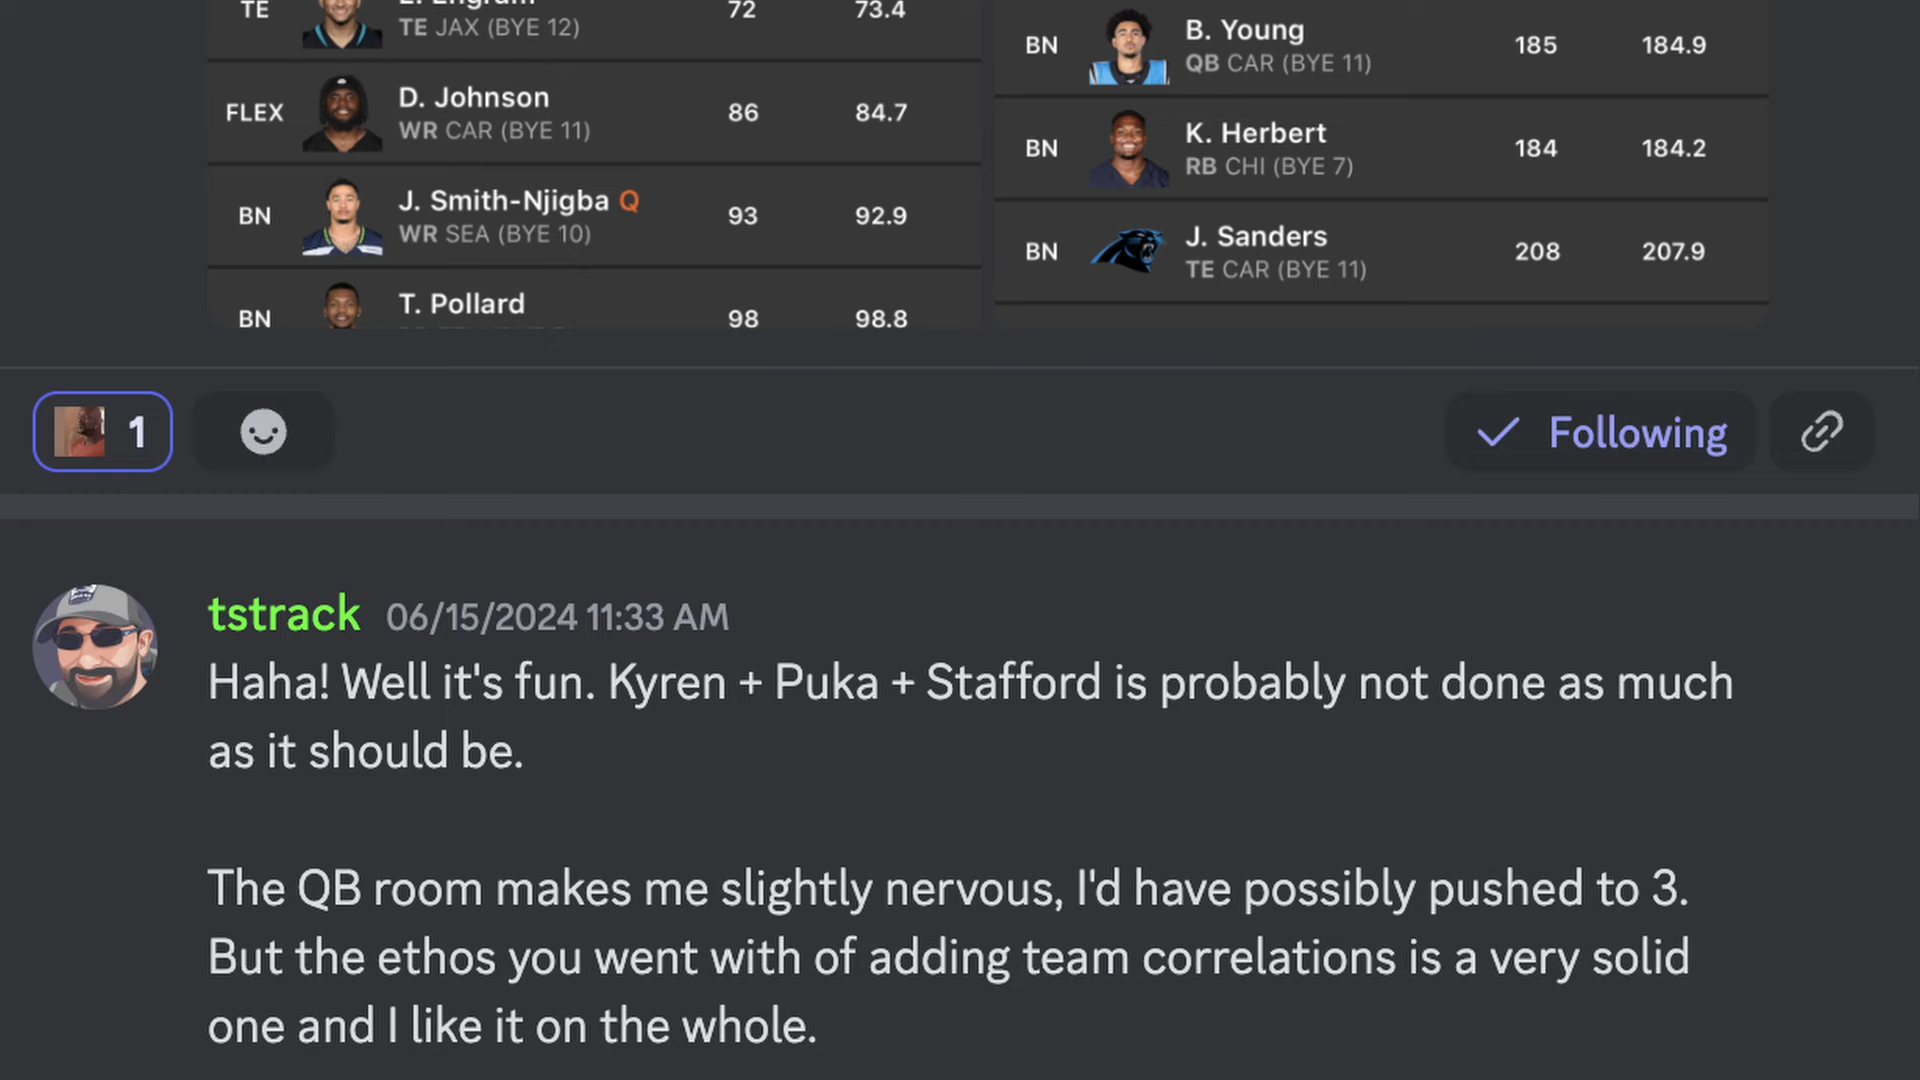 TE
TE JAX (BYE 12)
72
73.4
FLEX
D. Johnson
WR CAR (BYE 11)
86
84.7
BN
J. Smith-Njigba Q
WR SEA (BYE 10)
93
92.9
BN
T. Pollard
98
98.8
BN
B. Young
QB CAR (BYE 11)
185
184.9
BN
K. Herbert
RB CHI (BYE 7)
184
184.2
BN
J. Sanders
TE CAR (BYE 11)
208
207.9
1
Following
tstrack 06/15/2024 11:33 AM
Haha! Well it's fun. Kyren + Puka + Stafford is probably not done as much
as it should be.
The QB room makes me slightly nervous, I'd have possibly pushed to 3.
But the ethos you went with of adding team correlations is a very solid
one and I like it on the whole.